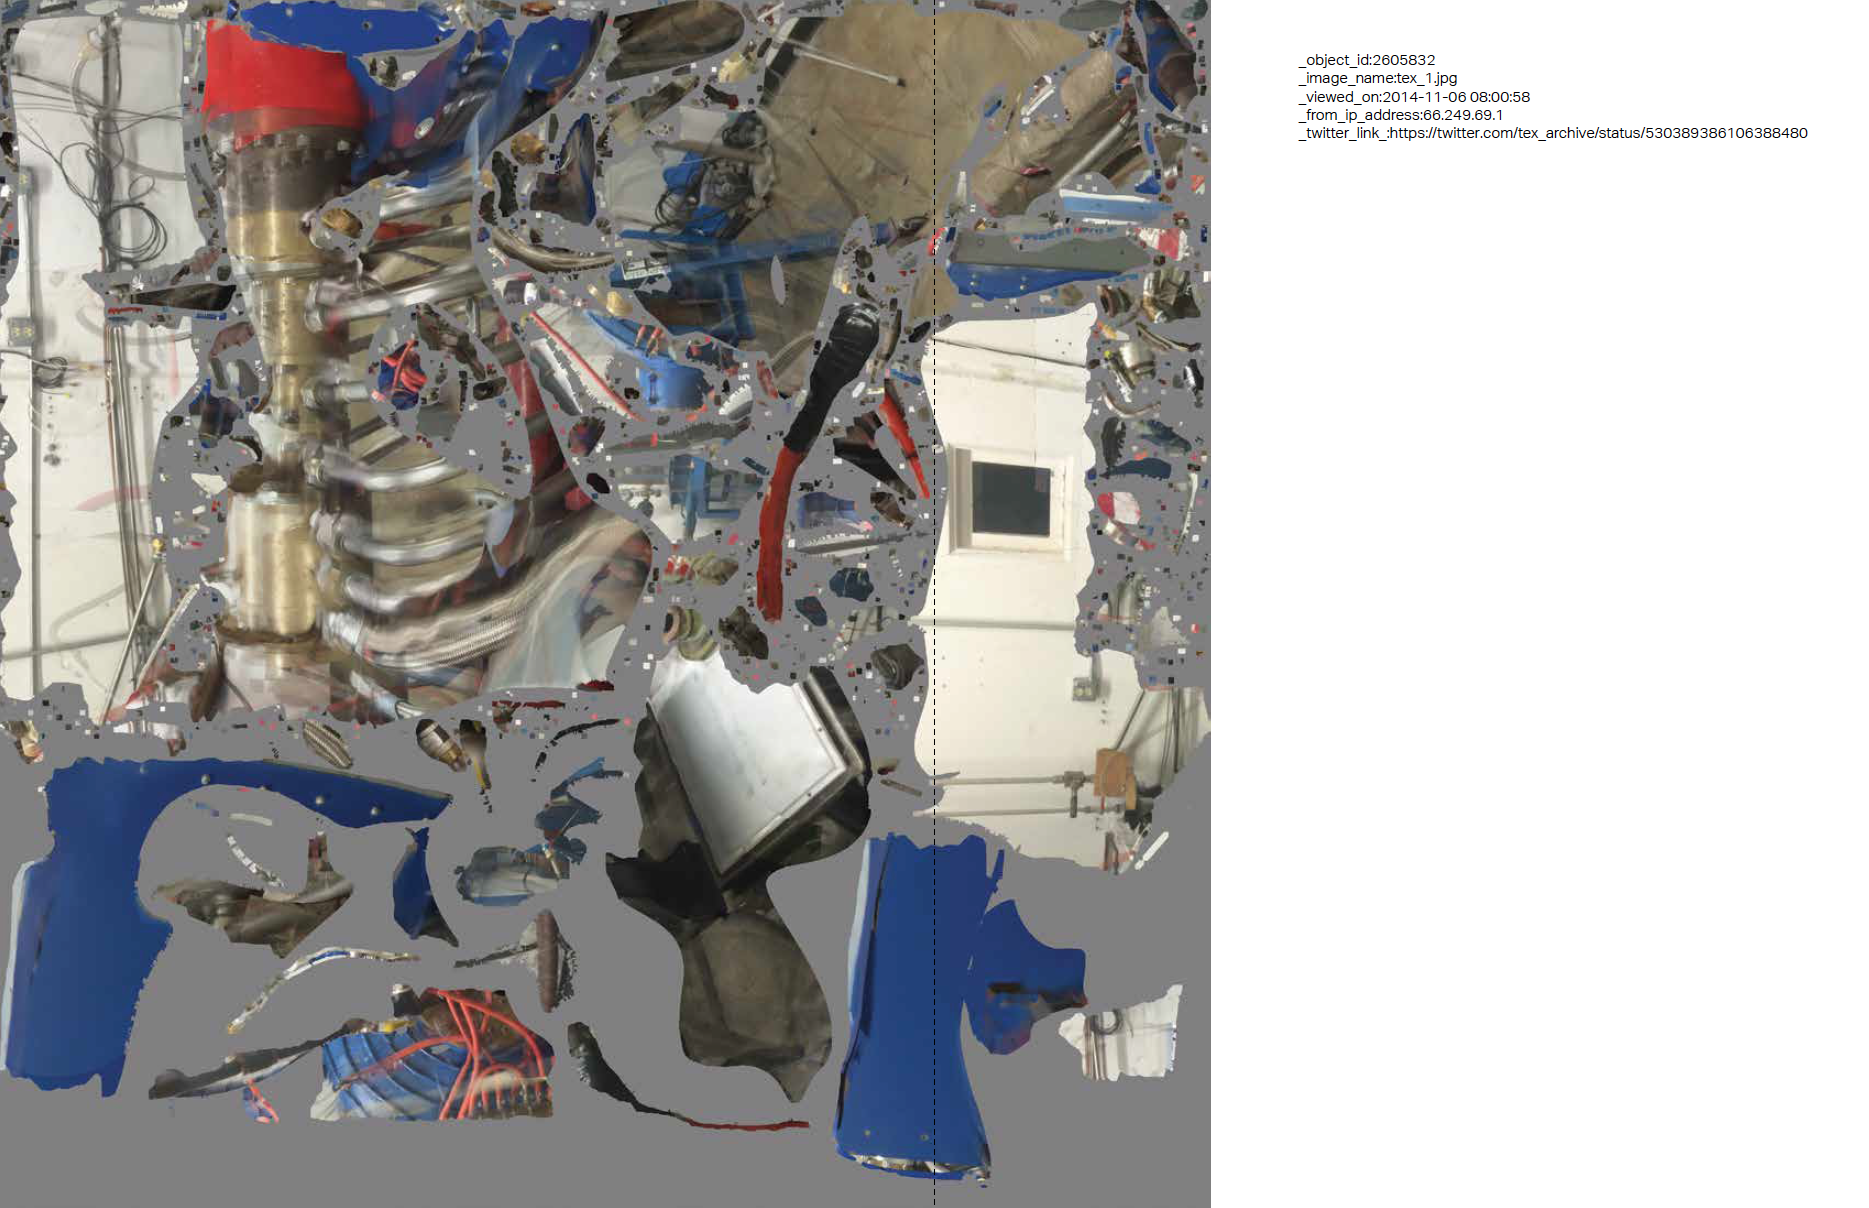 _object_id:2605832
_image_name:tex_1.jpg
_viewed_on:2014-11-06 08:00:58
_from_ip_address:66.249.69.1
_twitter_link_:https://twitter.com/tex_archive/status/530389386106388480